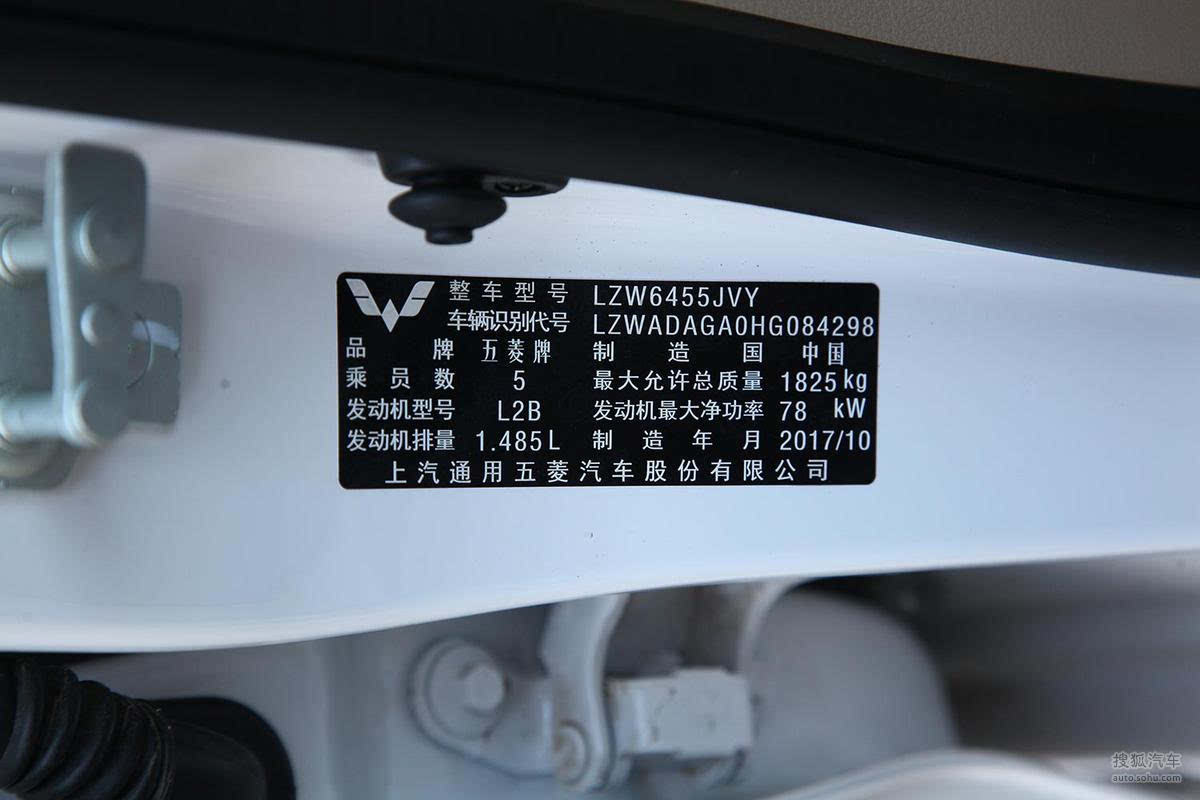 整车型号 LZW6455JVY
车辆识别代号 LZWADAGA0HG084298
品牌 五菱牌 制造国 中国
乘员数 5 最大允许总质量 1825kg
发动机型号 L2B 发动机最大净功率 78 kW
发动机排量 1.485L 制造年月 2017/10
上汽通用五菱汽车股份有限公司
搜狐汽车
auto.sohu.com